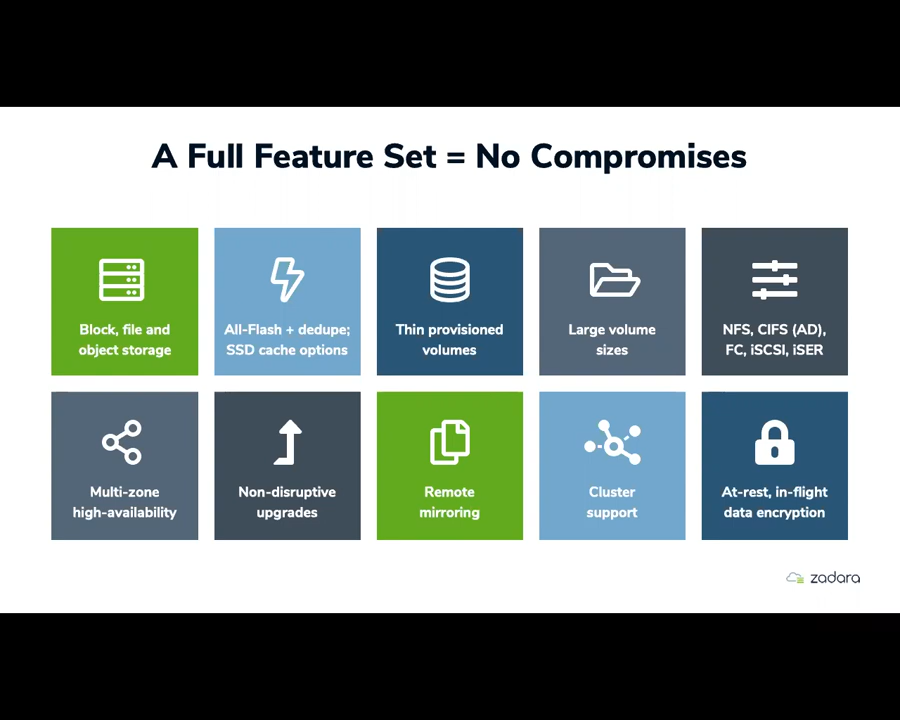 A Full Feature Set = No Compromises
Block, file and
object storage
All-Flash + dedupe;
SSD cache options
Thin provisioned
volumes
Large volume
sizes
NFS, CIFS (AD),
FC, iSCSI, iSER
Multi-zone
high-availability
Non-disruptive
upgrades
Remote
mirroring
Cluster
support
At-rest, in-flight
data encryption
zadara